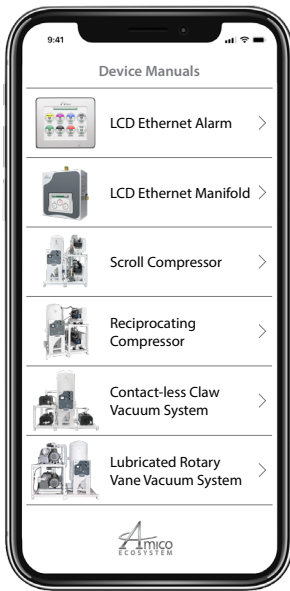 9:41
Device Manuals
LCD Ethernet Alarm
LCD Ethernet Manifold
Scroll Compressor
Reciprocating
Compressor
Contact-less Claw
Vacuum System
Lubricated Rotary
Vane Vacuum System
Amico
ECOSYSTEM